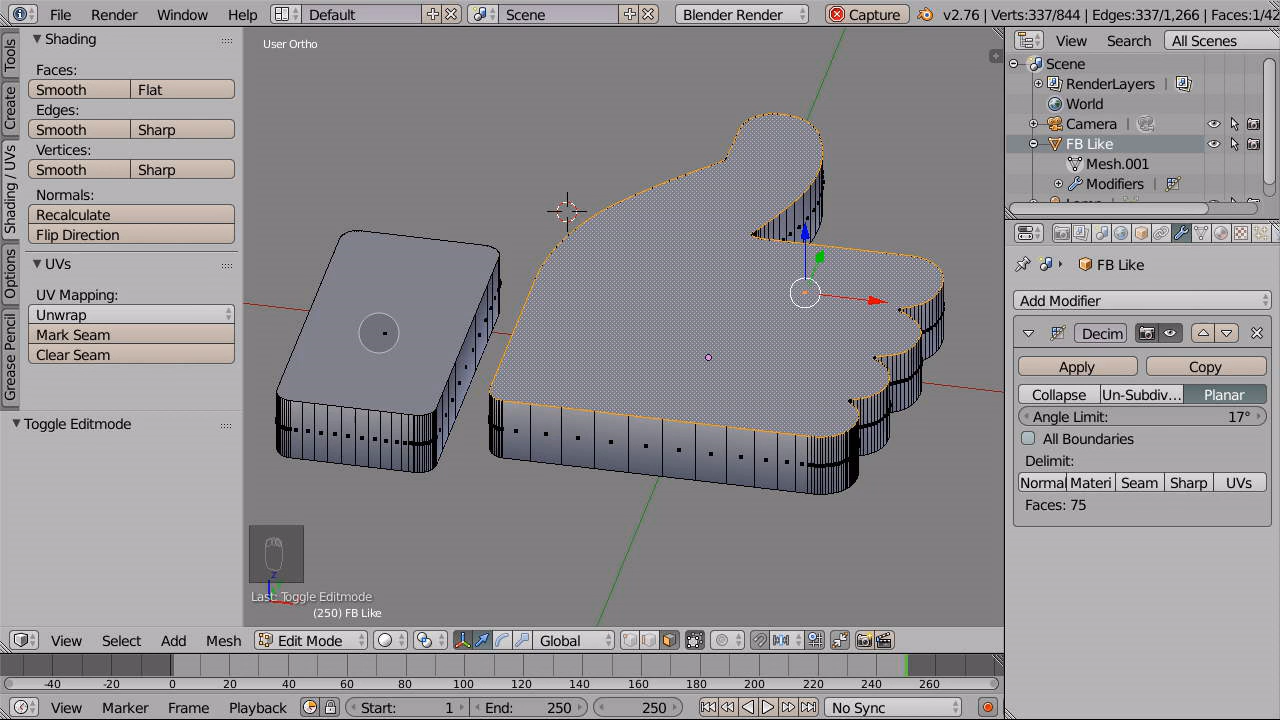 File Render Window Help Default Scene Blender Render Capture v2.76 | Verts:337/844 | Edges:337/1,266 | Faces:1/42
Tools
Create
Shading / UVs
Options
Grease Pencil
Shading
Faces:
Smooth Flat
Edges:
Smooth Sharp
Vertices:
Smooth Sharp
Normals:
Recalculate
Flip Direction
UVs
UV Mapping:
Unwrap
Mark Seam
Clear Seam
Toggle Editmode
User Ortho
z
Last: Toggle Editmode
(250) FB Like
View Search All Scenes
Scene
RenderLayers |
World
Camera |
FB Like
Mesh.001
Modifiers |
FB Like
Add Modifier
Decim
Apply Copy
Collapse Un-Subdiv... Planar
Angle Limit: 17°
All Boundaries
Delimit:
Normal Materi Seam Sharp UVs
Faces: 75
View Select Add Mesh Edit Mode Global
-40 -20 0 20 40 60 80 100 120 140 160 180 200 220 240 260
View Marker Frame Playback Start: 1 End: 250 250 No Sync